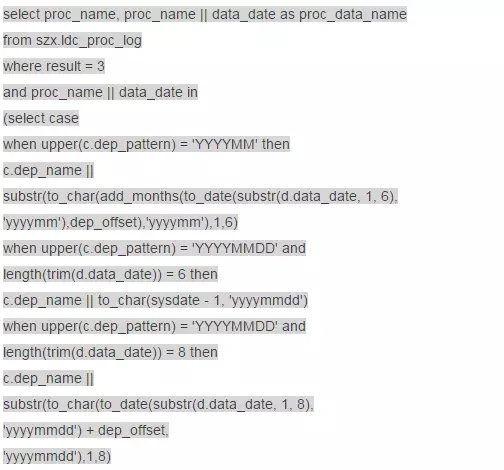 select proc_name, proc_name || data_date as proc_data_name
from szx.ldc_proc_log
where result = 3
and proc_name || data_date in
(select case
when upper(c.dep_pattern) = 'YYYYMM' then
c.dep_name ||
substr(to_char(add_months(to_date(substr(d.data_date, 1, 6),
'yyyymm'),dep_offset),'yyyymm'),1,6)
when upper(c.dep_pattern) = 'YYYYMMDD' and
length(trim(d.data_date)) = 6 then
c.dep_name || to_char(sysdate - 1, 'yyyymmdd')
when upper(c.dep_pattern) = 'YYYYMMDD' and
length(trim(d.data_date)) = 8 then
c.dep_name ||
substr(to_char(to_date(substr(d.data_date, 1, 8),
'yyyymmdd') + dep_offset,
'yyyymmdd'),1,8)